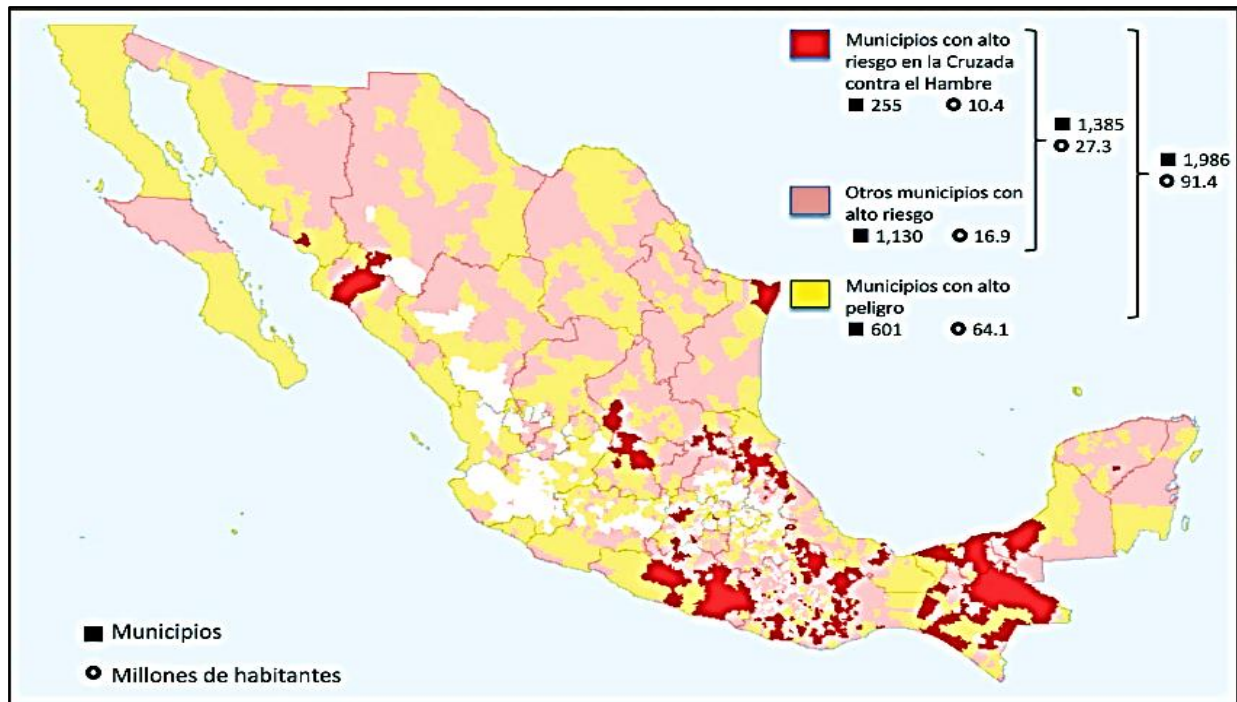 Municipios con alto
riesgo en la Cruzada
contra el Hambre
255 10.4
1,385
27.3
1,986
91.4
Otros municipios con
alto riesgo
1,130 16.9
Municipios con alto
peligro
601 64.1
Municipios
Millones de habitantes